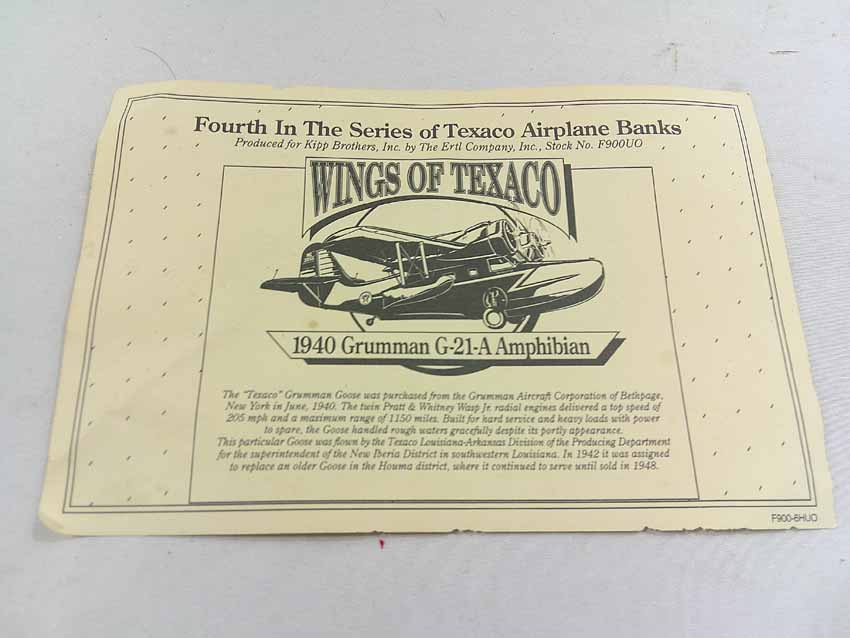 Fourth In The Series of Texaco Airplane Banks
Produced for Kipp Brothers, Inc. by The Ertl Company, Inc., Stock No. F900UO
WINGS OF TEXACO
1940 Grumman G-21-A Amphibian
The "Texaco" Grumman Goose was purchased from the Grumman Aircraft Corporation of Bethpage,
New York in June, 1940. The twin Pratt & Whitney Wasp Jr. radial engines delivered a top speed of
205 mph and a maximum range of 1150 miles. Built for hard service and heavy loads with power
to spare, the Goose handled rough waters gracefully despite its portly appearance.
This particular Goose was flown by the Texaco Louisiana-Arkansas Division of the Producing Department
for the superintendent of the New Iberia District in southwestern Louisiana. In 1942 it was assigned
to replace an older Goose in the Houma district, where it continued to serve until sold in 1948.
F900-6HUO